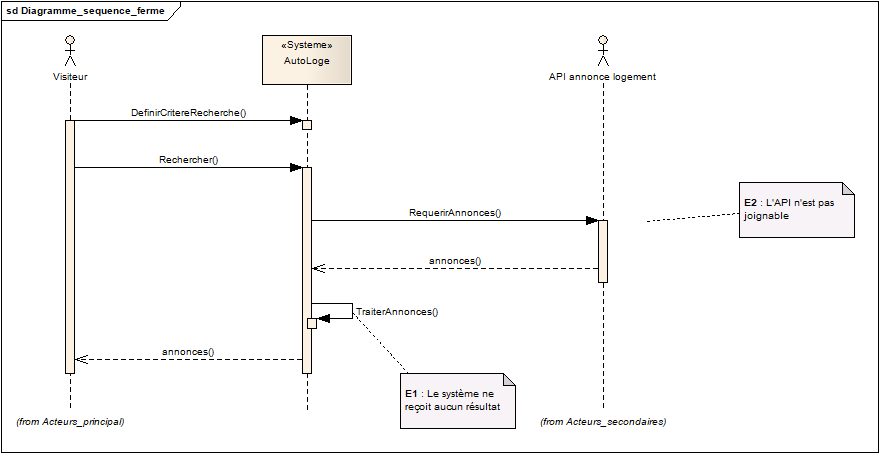 sd Diagramme_sequence_ferme
Visiteur
«Systeme»
AutoLoge
API annonce logement
DefinirCritereRecherche()
Rechercher()
RequerirAnnonces()
E2 : L'API n'est pas
joignable
annonces()
TraiterAnnonces()
annonces()
E1 : Le système ne
reçoit aucun résultat
(from Acteurs_principal)
(from Acteurs_secondaires)